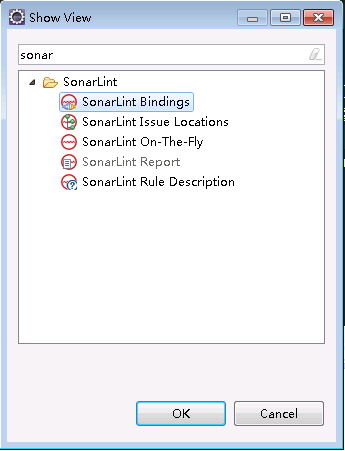 Show View
sonar
SonarLint
SonarLint Bindings
SonarLint Issue Locations
SonarLint On-The-Fly
SonarLint Report
SonarLint Rule Description
OK
Cancel